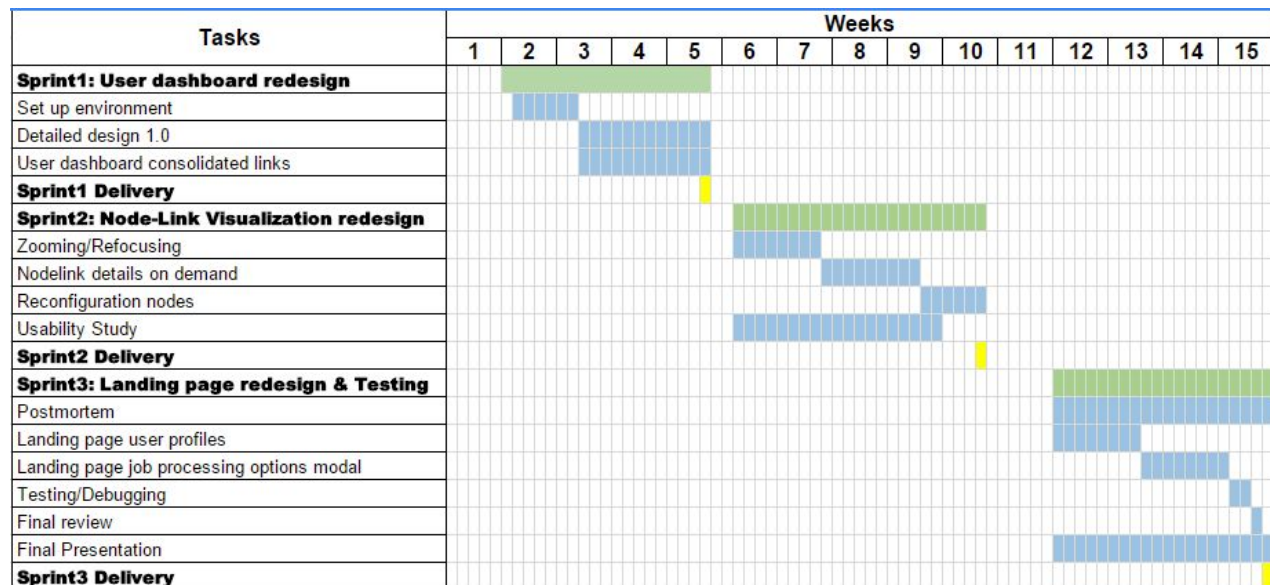 Tasks
Weeks
1 2 3 4 5 6 7 8 9 10 11 12 13 14 15
Sprint1: User dashboard redesign
Set up environment
Detailed design 1.0
User dashboard consolidated links
Sprint1 Delivery
Sprint2: Node-Link Visualization redesign
Zooming/Refocusing
Nodelink details on demand
Reconfiguration nodes
Usability Study
Sprint2 Delivery
Sprint3: Landing page redesign & Testing
Postmortem
Landing page user profiles
Landing page job processing options modal
Testing/Debugging
Final review
Final Presentation
Sprint3 Delivery